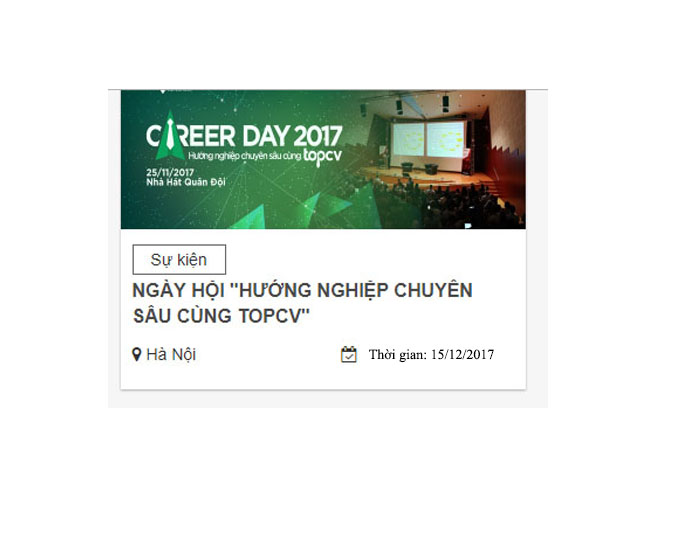 CAREER DAY 2017
Hướng nghiệp chuyên sâu cùng topcv
25/11/2017
Nhà Hát Quân Đội
Sự kiện
NGÀY HỘI "HƯỚNG NGHIỆP CHUYÊN
SÂU CÙNG TOPCV"
Hà Nội
Thời gian: 15/12/2017